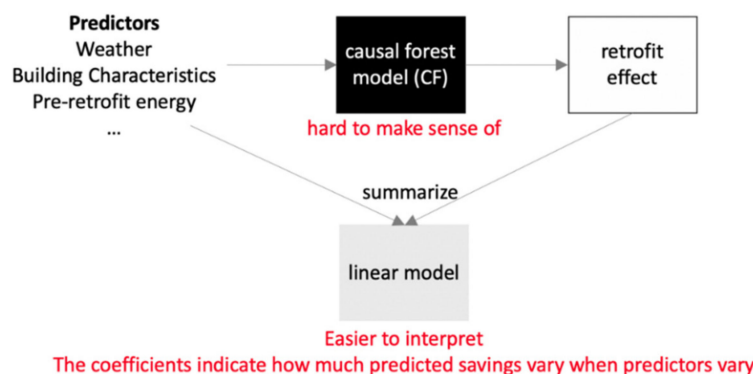 Predictors
Weather
Building Characteristics
Pre-retrofit energy
...
causal forest
model (CF)
hard to make sense of
retrofit
effect
summarize
linear model
Easier to interpret
The coefficients indicate how much predicted savings vary when predictors vary